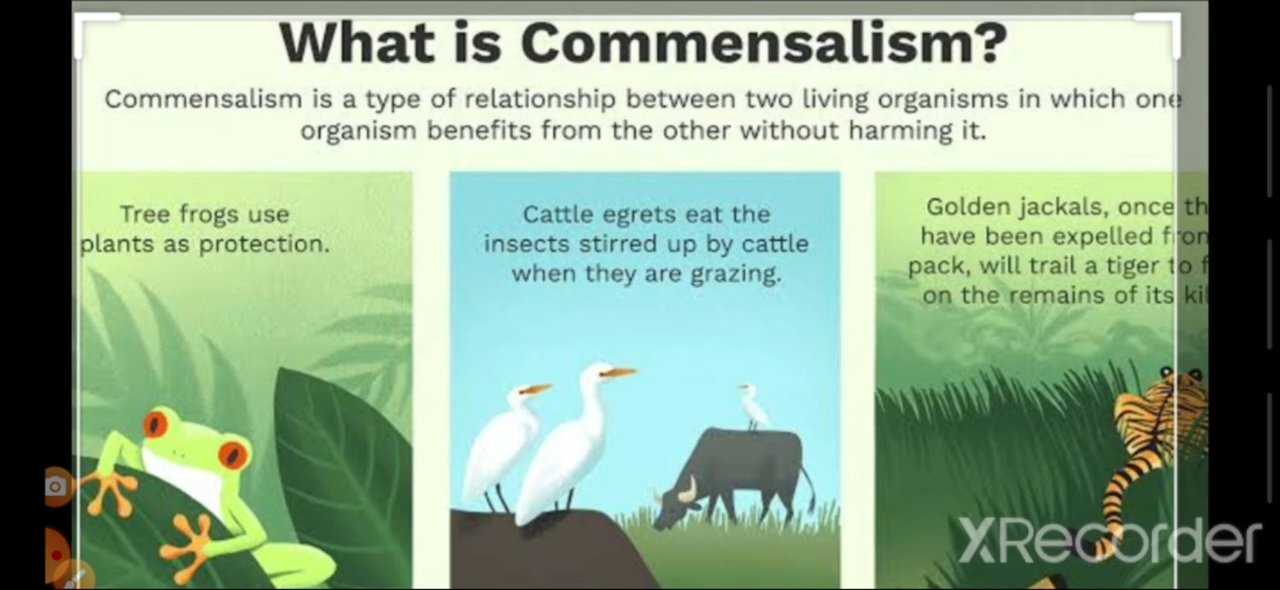 What is Commensalism?
Commensalism is a type of relationship between two living organisms in which one
organism benefits from the other without harming it.
Tree frogs use
plants as protection.
Cattle egrets eat the
insects stirred up by cattle
when they are grazing.
Golden jackals, once
have been expelled
pack, will trail a tiger to
on the remains of its
XRecorder